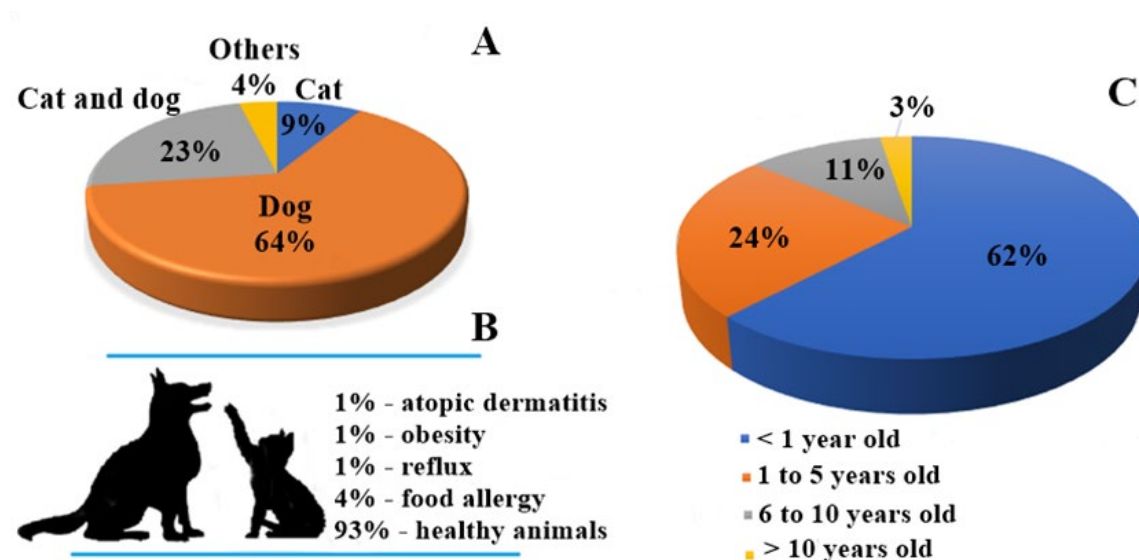 A
Others
4%
Cat
9%
Cat and dog
23%
Dog
64%
B
1% - atopic dermatitis
1% - obesity
1% - reflux
4% - food allergy
93% - healthy animals
C
3%
11%
24%
62%
< 1 year old
1 to 5 years old
6 to 10 years old
> 10 years old